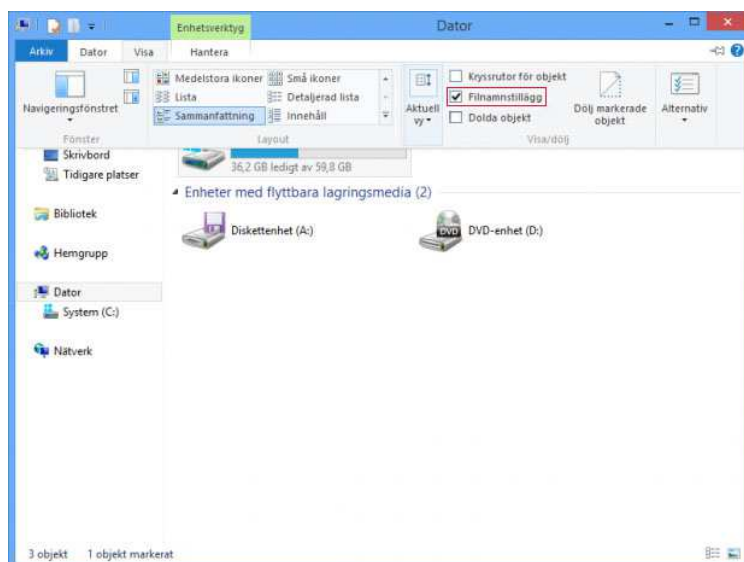 Enhetsverktyg
Dator
Arkiv Dator Visa Hantera
Navigeringsfönstret
Medelstora ikoner Små ikoner
Lista Detaljerad lista
Sammanfattning Innehåll
Aktuell vy
Kryssrutor för objekt
Filnamnstillägg
Dolda objekt
Dölj markerade objekt
Alternativ
Fönster Layout Visa/dölj
Skrivbord
Tidigare platser
Bibliotek
Hemgrupp
Dator
System (C:)
Nätverk
36,2 GB ledigt av 59,8 GB
Enheter med flyttbara lagringsmedia (2)
Diskettenhet (A:)
DVD
DVD-enhet (D:)
3 objekt 1 objekt markerat